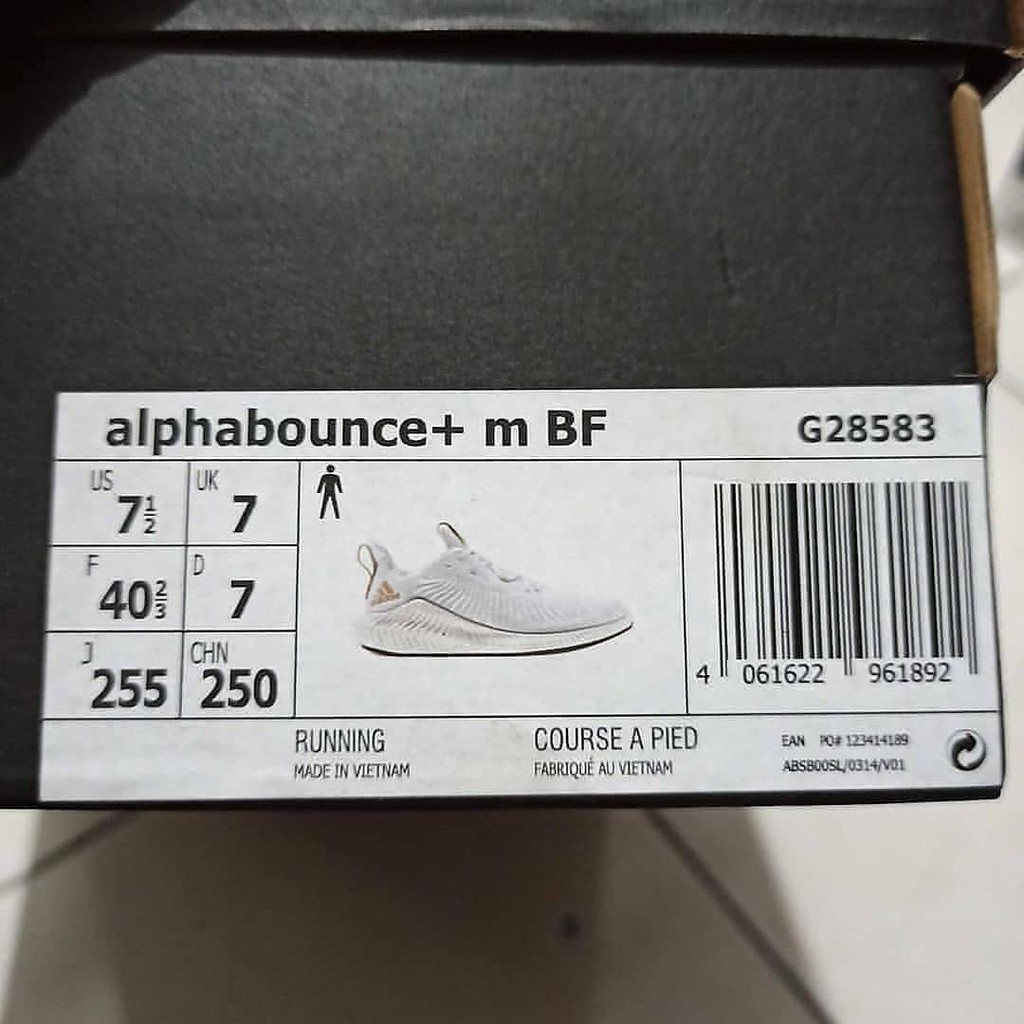 alphabounce+ m BF G28583
US 7½ UK 7
F 40⅔ D 7
J 255 CHN 250
4 061622 961892
RUNNING COURSE A PIED
MADE IN VIETNAM FABRIQUÉ AU VIETNAM
EAN PO# 123414189
ABSB00SL/0314/V01